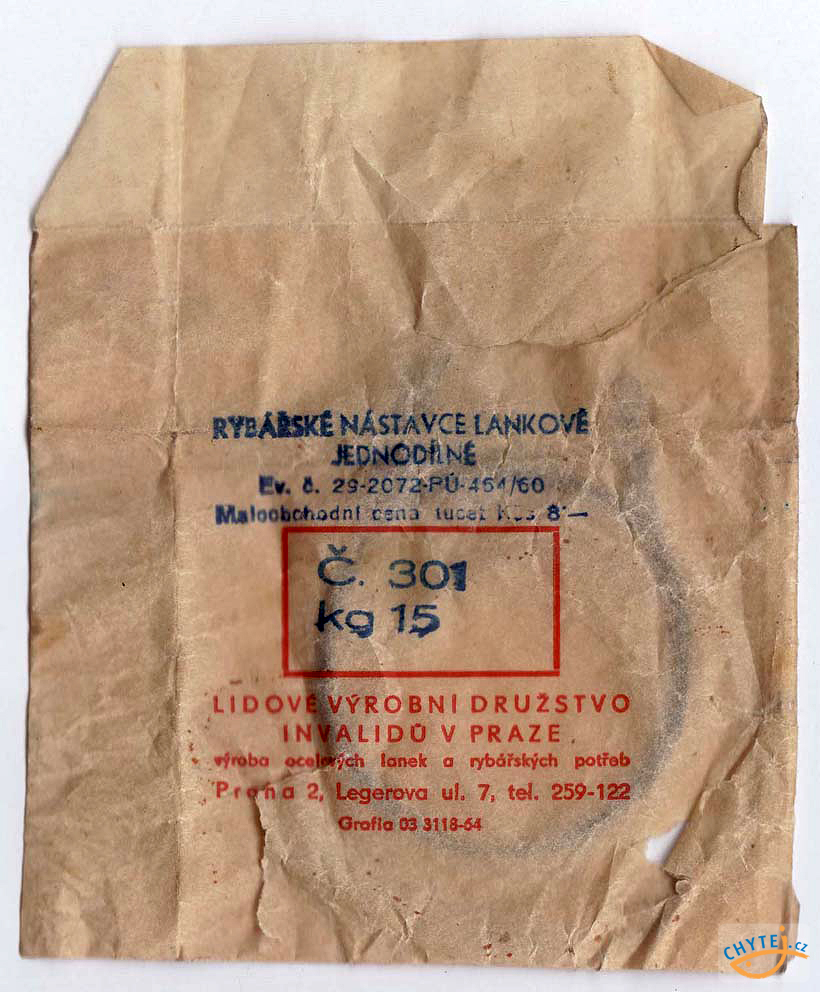 RYBÁŘSKÉ NÁSTAVCE LANKOVÉ
JEDNODÍLNÉ
Ev. č. 29-2072-PÚ-464/60
Maloobchodní cena tucet Kčs 8'—
Č. 301
kg 15
LIDOVÉ VÝROBNÍ DRUŽSTVO
INVALIDŮ V PRAZE
výroba ocelových lanek a rybářských potřeb
Praha 2, Legerova ul. 7, tel. 259-122
Grafia 03 3118-64
CHYTEJ.cz